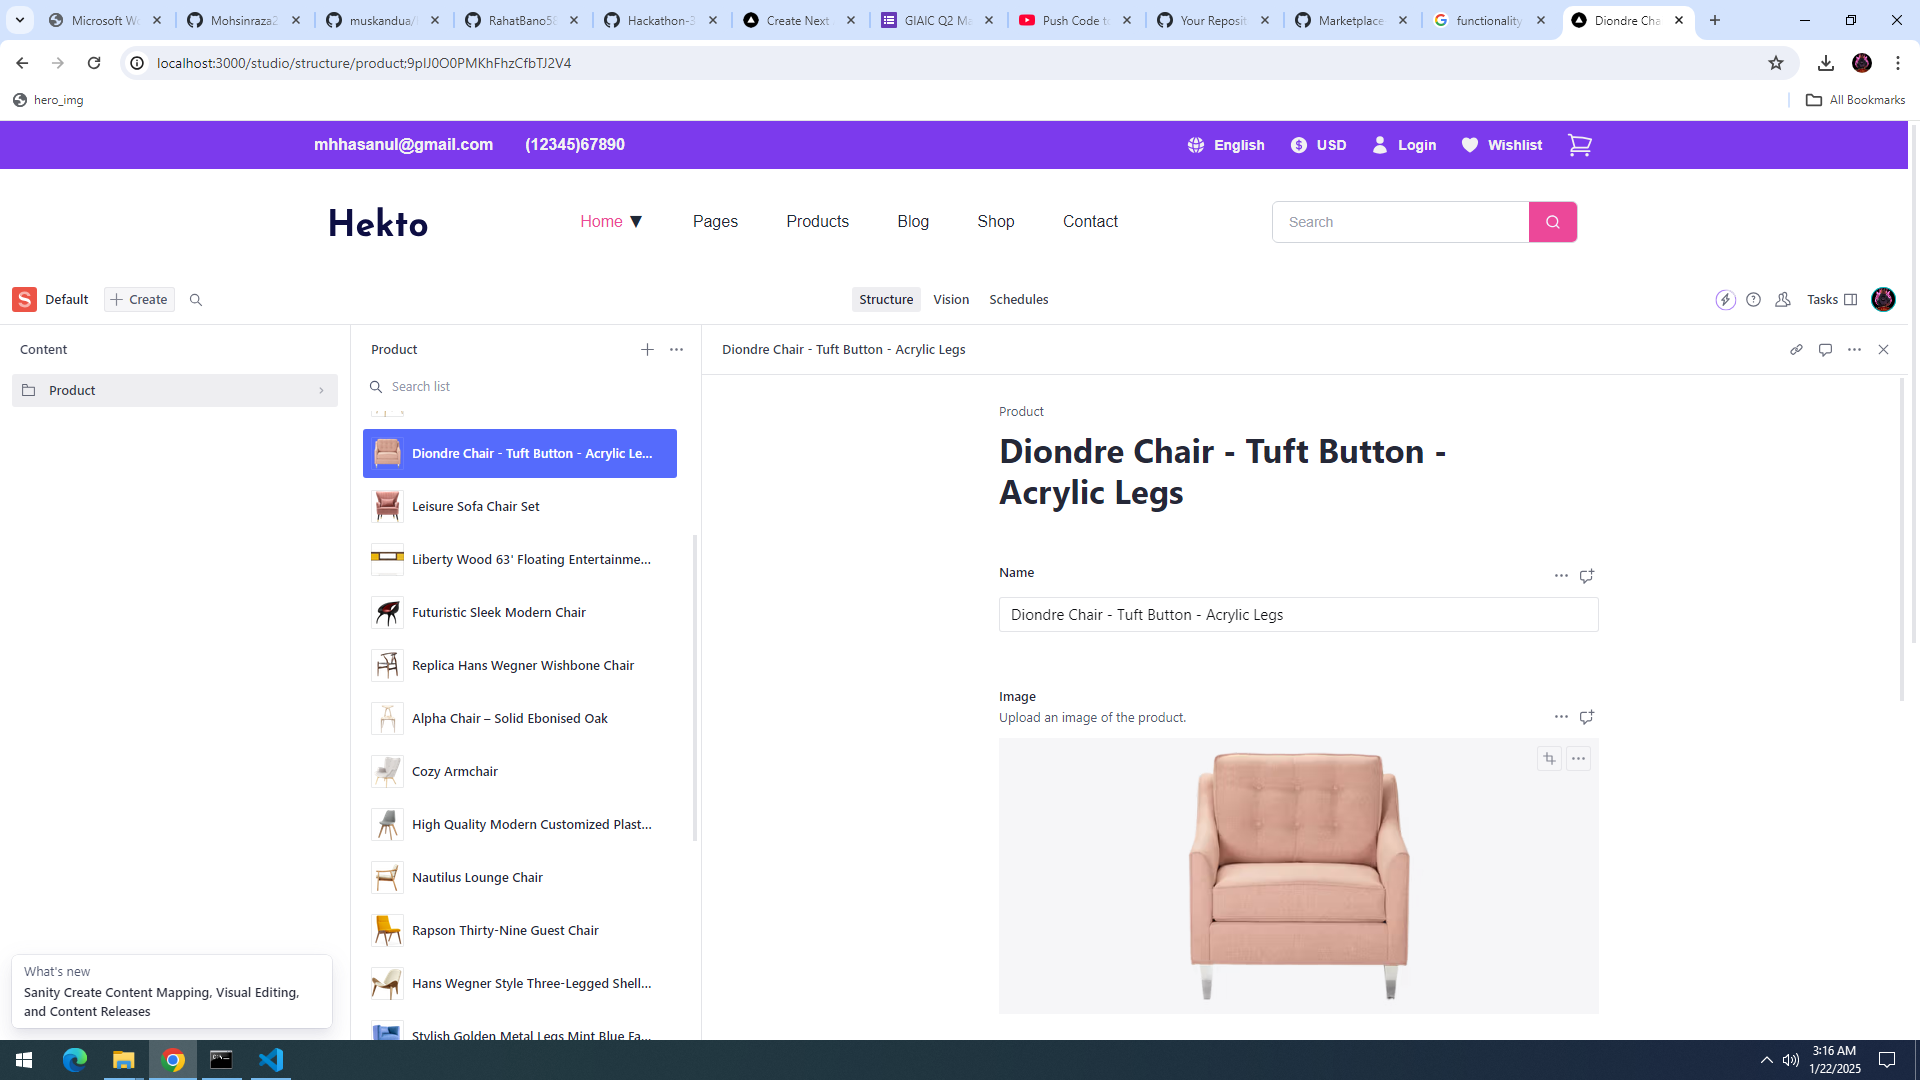 Microsoft Wo
Mohsinraza2
muskandua/
RahatBano58
Hackathon-3
Create Next
GIAIC Q2 Ma
Push Code to
Your Reposit
Marketplace
functionality
Diondre Cha
localhost:3000/studio/structure/product;9pIJ0O0PMKhFhzCfbTJ2V4
hero_img
All Bookmarks
mhhasanul@gmail.com
(12345)67890
English
USD
Login
Wishlist
Hekto
Home ▼
Pages
Products
Blog
Shop
Contact
Search
S
Default
Create
Structure
Vision
Schedules
Tasks
Content
Product
Product
Search list
Diondre Chair - Tuft Button - Acrylic Le...
Leisure Sofa Chair Set
Liberty Wood 63' Floating Entertainme...
Futuristic Sleek Modern Chair
Replica Hans Wegner Wishbone Chair
Alpha Chair – Solid Ebonised Oak
Cozy Armchair
High Quality Modern Customized Plast...
Nautilus Lounge Chair
Rapson Thirty-Nine Guest Chair
Hans Wegner Style Three-Legged Shell...
Stylish Golden Metal Legs Mint Blue Fa...
What's new
Sanity Create Content Mapping, Visual Editing,
and Content Releases
Diondre Chair - Tuft Button - Acrylic Legs
Product
Diondre Chair - Tuft Button -
Acrylic Legs
Name
Diondre Chair - Tuft Button - Acrylic Legs
Image
Upload an image of the product.
3:16 AM
1/22/2025